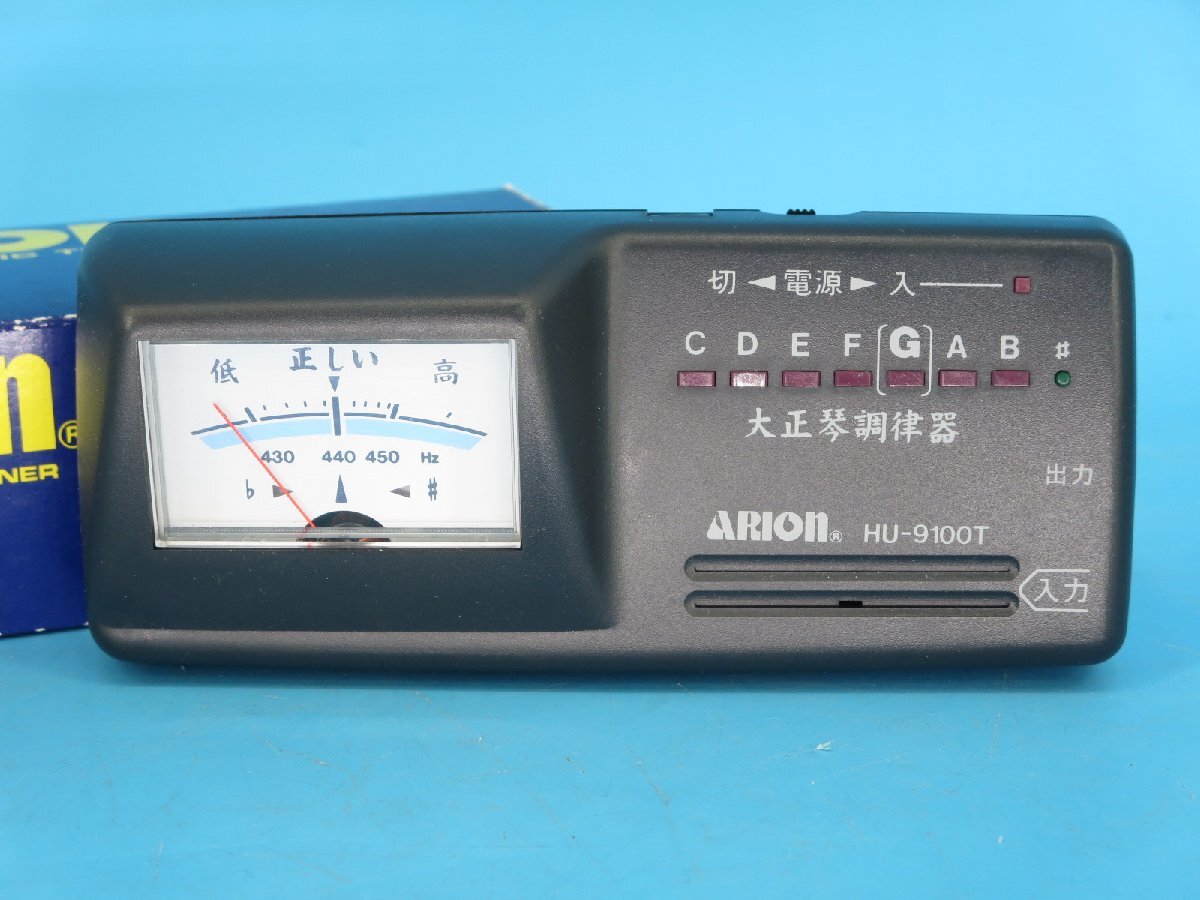 切 ◄ 電源 ► 入
C D E F G A B ♯
大正琴調律器
出力
ARION® HU-9100T
入力
低 正しい 高
430 440 450 Hz
♭ ♯
n®
NER